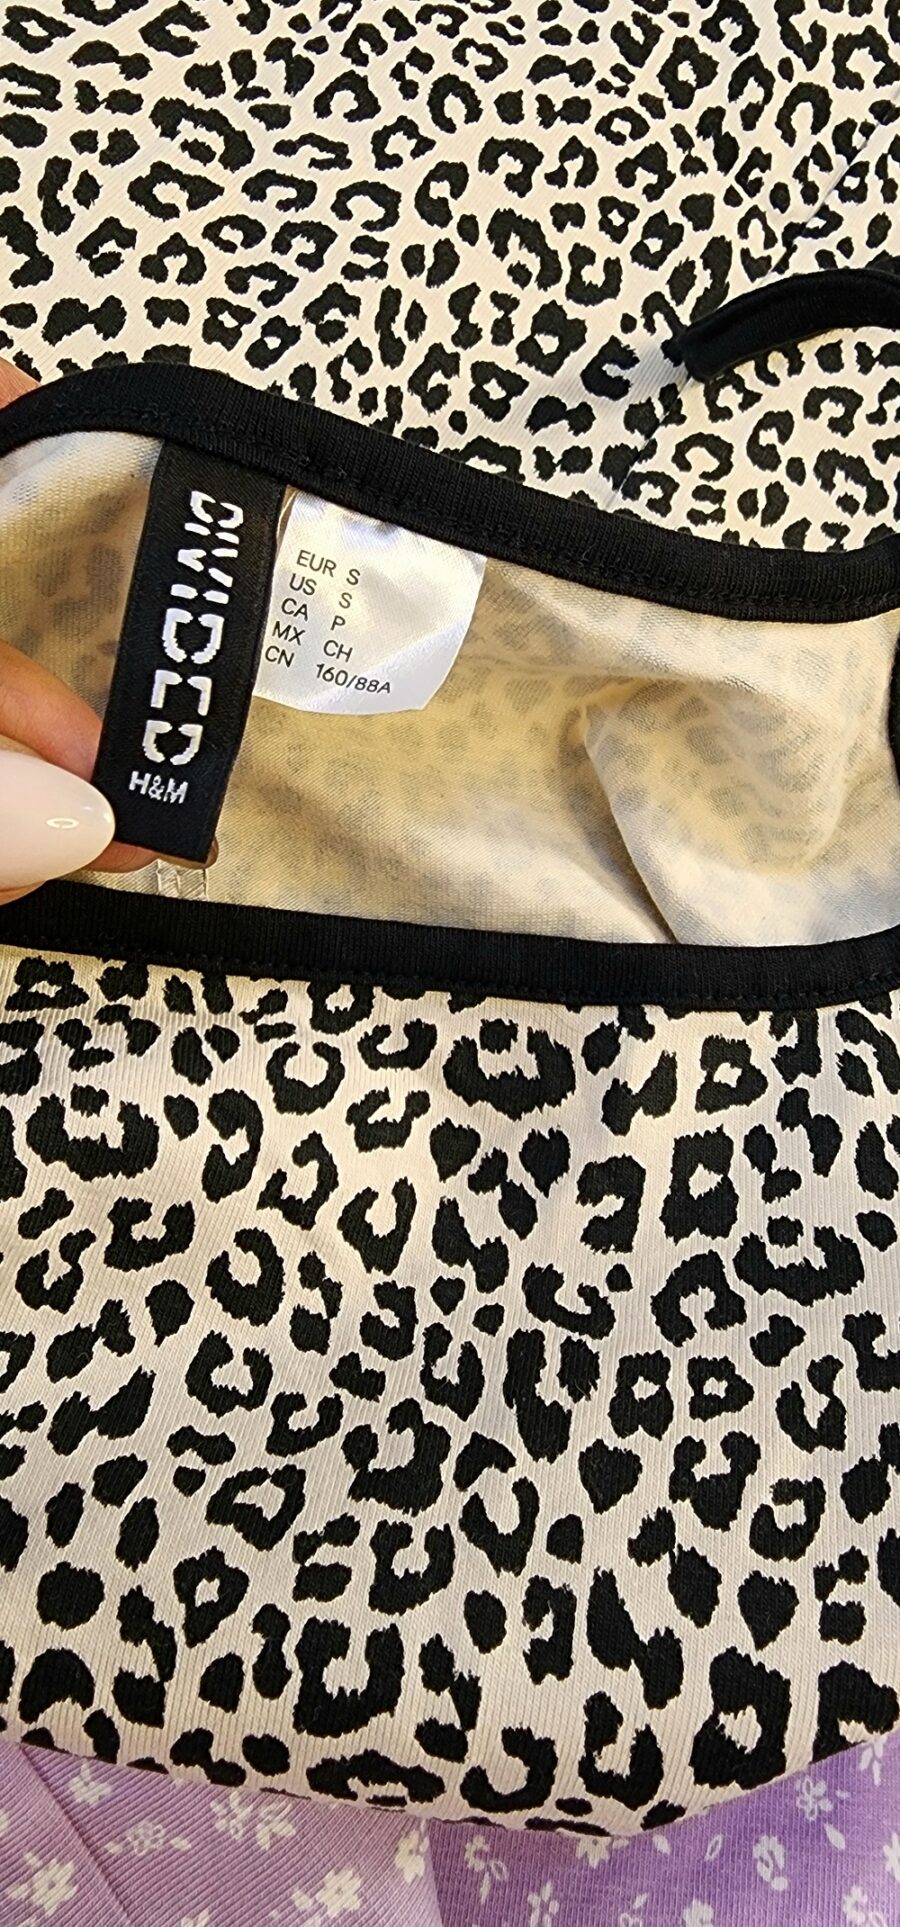 DIVIDED
H&M
EUR S
US S
CA P
MX CH
CN 160/88A